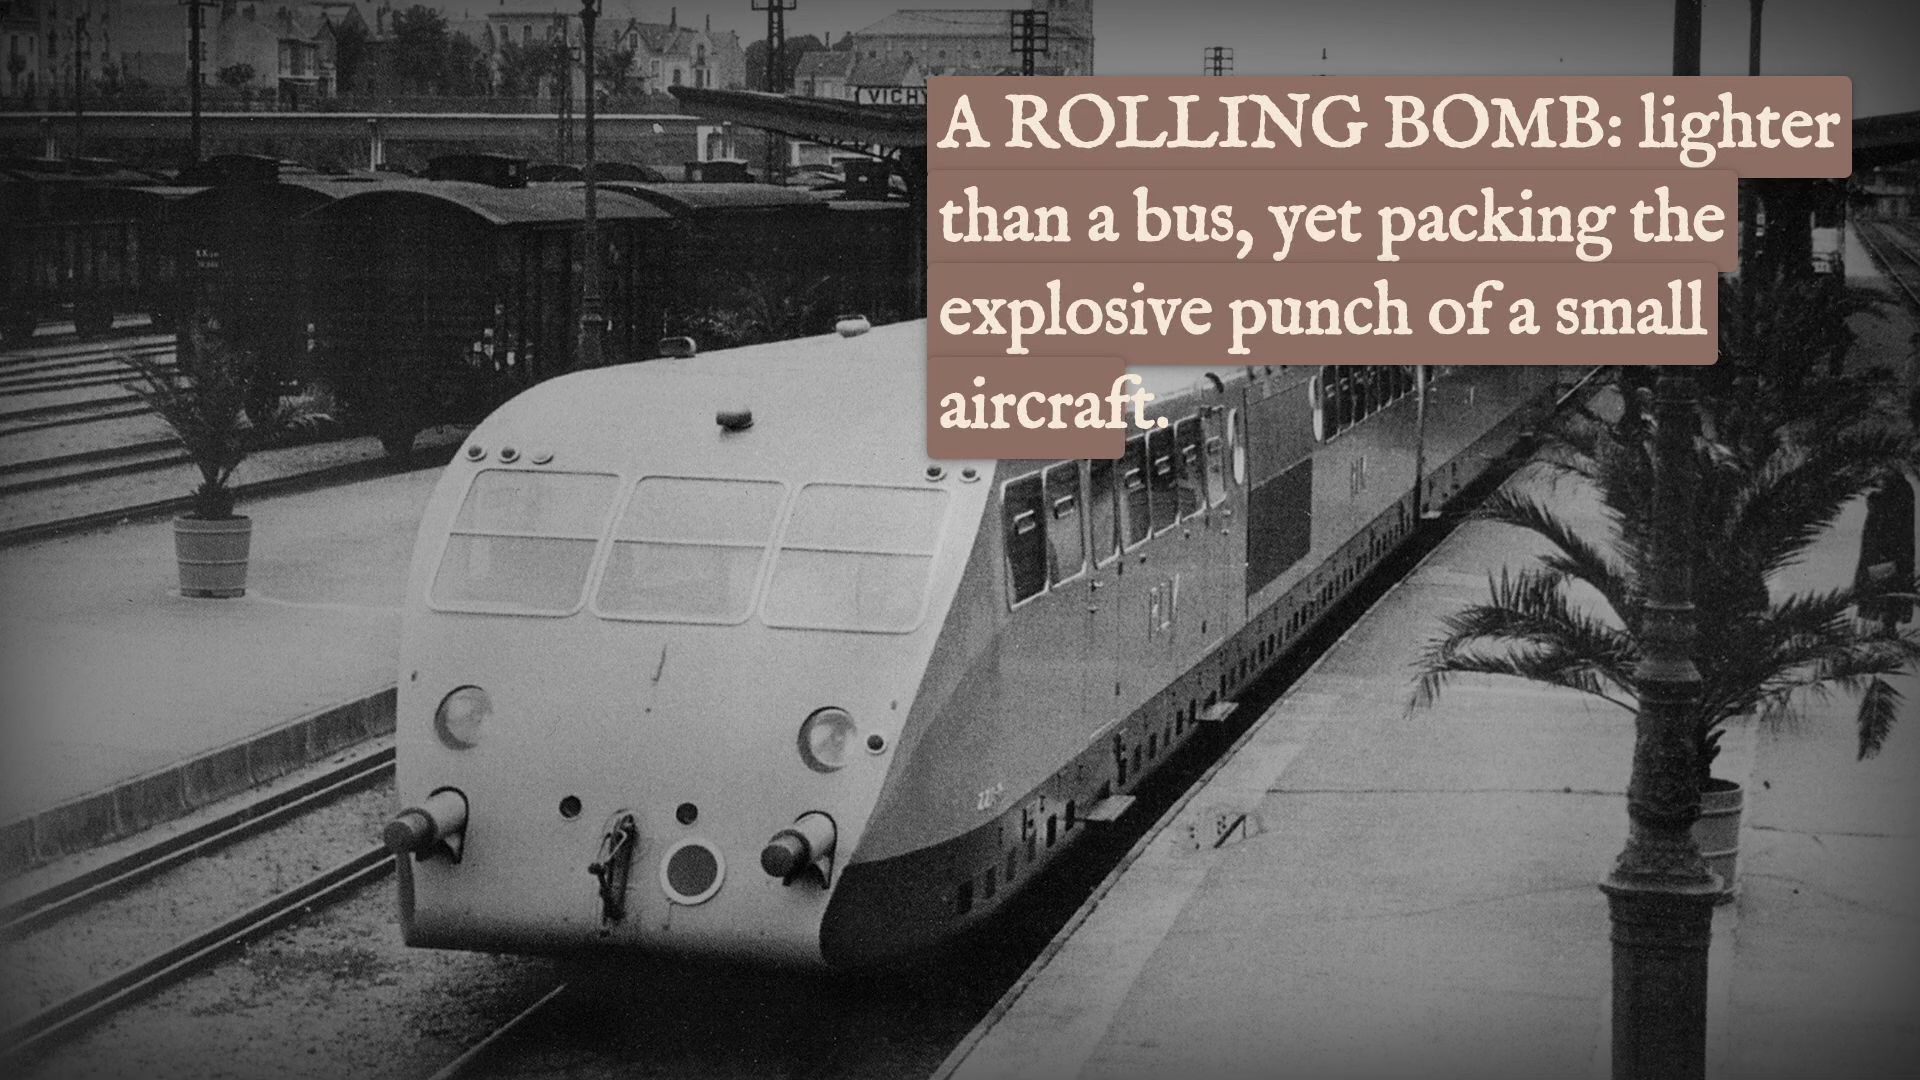 VICHY
A ROLLING BOMB: lighter
than a bus, yet packing the
explosive punch of a small
aircraft.
PLM